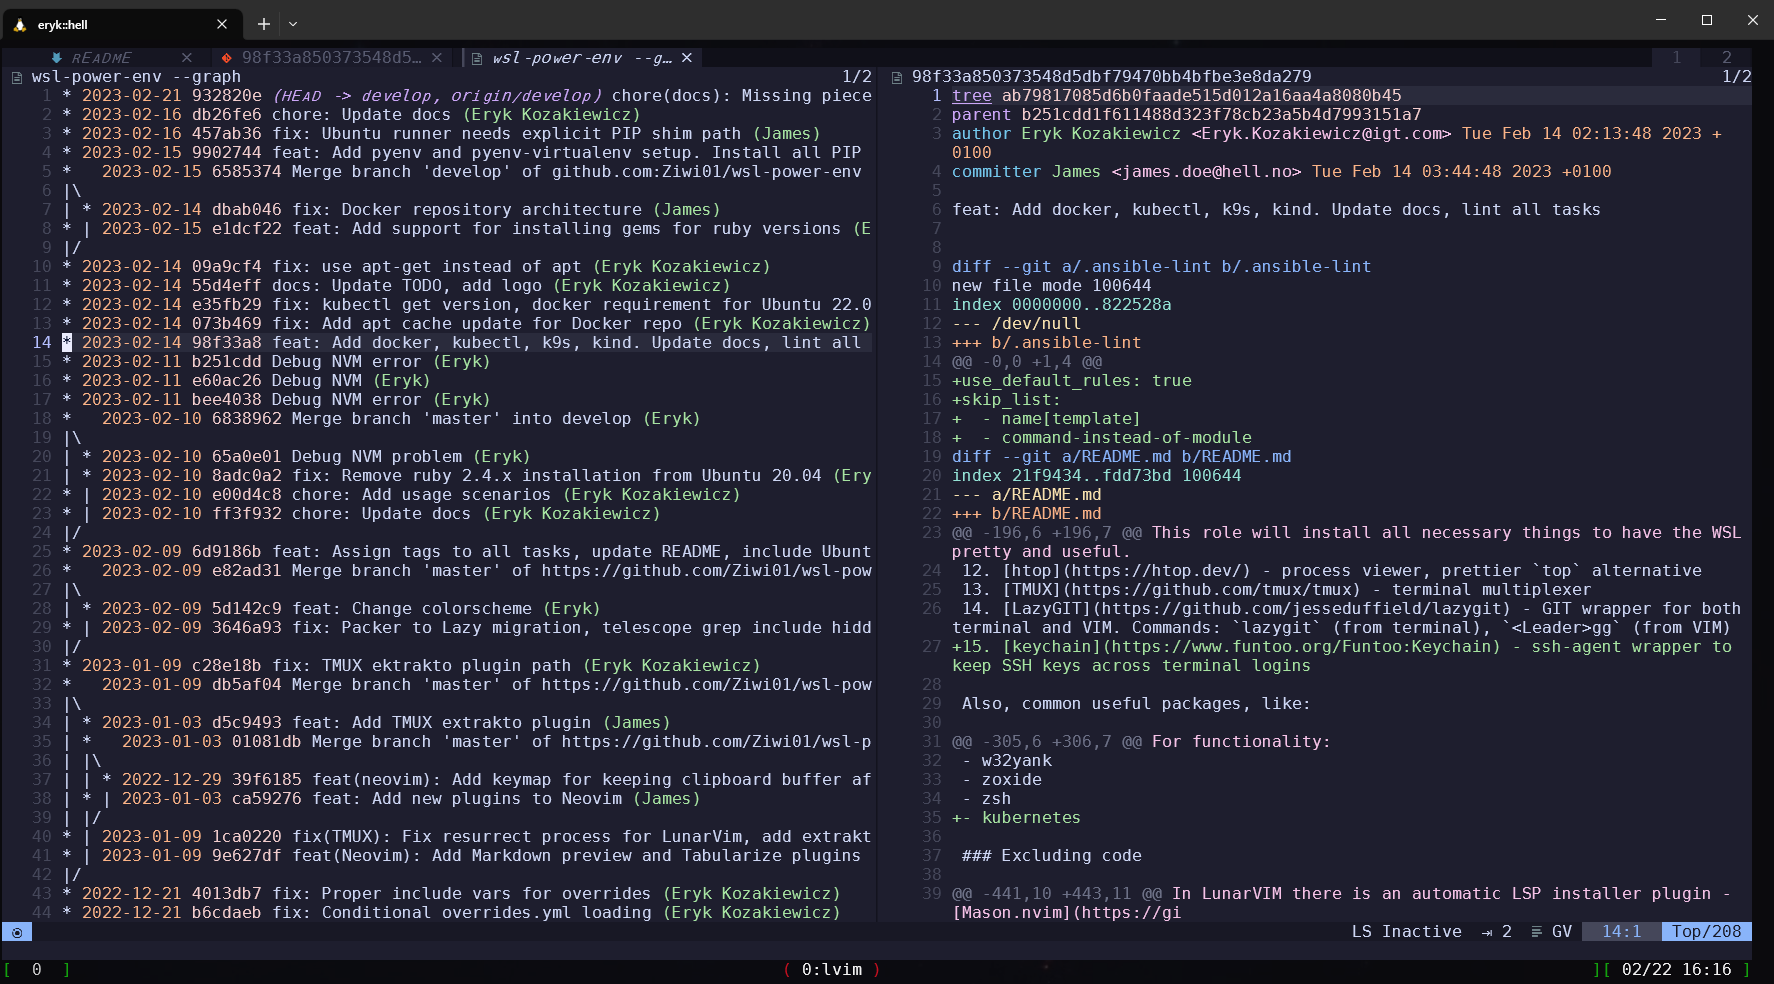 eryk::hell
README 98f33a850373548d5… wsl-power-env --g… 1 2
wsl-power-env --graph 1/2
1 * 2023-02-21 932820e (HEAD -> develop, origin/develop) chore(docs): Missing piece
2 * 2023-02-16 db26fe6 chore: Update docs (Eryk Kozakiewicz)
3 * 2023-02-16 457ab36 fix: Ubuntu runner needs explicit PIP shim path (James)
4 * 2023-02-15 9902744 feat: Add pyenv and pyenv-virtualenv setup. Install all PIP
5 *   2023-02-15 6585374 Merge branch 'develop' of github.com:Ziwi01/wsl-power-env
6 |\
7 | * 2023-02-14 dbab046 fix: Docker repository architecture (James)
8 * | 2023-02-15 e1dcf22 feat: Add support for installing gems for ruby versions (E
9 |/
10 * 2023-02-14 09a9cf4 fix: use apt-get instead of apt (Eryk Kozakiewicz)
11 * 2023-02-14 55d4eff docs: Update TODO, add logo (Eryk Kozakiewicz)
12 * 2023-02-14 e35fb29 fix: kubectl get version, docker requirement for Ubuntu 22.0
13 * 2023-02-14 073b469 fix: Add apt cache update for Docker repo (Eryk Kozakiewicz)
14 * 2023-02-14 98f33a8 feat: Add docker, kubectl, k9s, kind. Update docs, lint all
15 * 2023-02-11 b251cdd Debug NVM error (Eryk)
16 * 2023-02-11 e60ac26 Debug NVM (Eryk)
17 * 2023-02-11 bee4038 Debug NVM error (Eryk)
18 *   2023-02-10 6838962 Merge branch 'master' into develop (Eryk)
19 |\
20 | * 2023-02-10 65a0e01 Debug NVM problem (Eryk)
21 | * 2023-02-10 8adc0a2 fix: Remove ruby 2.4.x installation from Ubuntu 20.04 (Ery
22 * | 2023-02-10 e00d4c8 chore: Add usage scenarios (Eryk Kozakiewicz)
23 * | 2023-02-10 ff3f932 chore: Update docs (Eryk Kozakiewicz)
24 |/
25 * 2023-02-09 6d9186b feat: Assign tags to all tasks, update README, include Ubunt
26 *   2023-02-09 e82ad31 Merge branch 'master' of https://github.com/Ziwi01/wsl-pow
27 |\
28 | * 2023-02-09 5d142c9 feat: Change colorscheme (Eryk)
29 * | 2023-02-09 3646a93 fix: Packer to Lazy migration, telescope grep include hidd
30 |/
31 * 2023-01-09 c28e18b fix: TMUX ektrakto plugin path (Eryk Kozakiewicz)
32 *   2023-01-09 db5af04 Merge branch 'master' of https://github.com/Ziwi01/wsl-pow
33 |\
34 | * 2023-01-03 d5c9493 feat: Add TMUX extrakto plugin (James)
35 | *   2023-01-03 01081db Merge branch 'master' of https://github.com/Ziwi01/wsl-p
36 | |\
37 | | * 2022-12-29 39f6185 feat(neovim): Add keymap for keeping clipboard buffer af
38 | * | 2023-01-03 ca59276 feat: Add new plugins to Neovim (James)
39 | |/
40 * | 2023-01-09 1ca0220 fix(TMUX): Fix resurrect process for LunarVim, add extrakt
41 * | 2023-01-09 9e627df feat(Neovim): Add Markdown preview and Tabularize plugins
42 |/
43 * 2022-12-21 4013db7 fix: Proper include vars for overrides (Eryk Kozakiewicz)
44 * 2022-12-21 b6cdaeb fix: Conditional overrides.yml loading (Eryk Kozakiewicz)
98f33a850373548d5dbf79470bb4bfbe3e8da279 1/2
1 tree ab79817085d6b0faade515d012a16aa4a8080b45
2 parent b251cdd1f611488d323f78cb23a5b4d7993151a7
3 author Eryk Kozakiewicz <Eryk.Kozakiewicz@igt.com> Tue Feb 14 02:13:48 2023 +
0100
4 committer James <james.doe@hell.no> Tue Feb 14 03:44:48 2023 +0100
5
6 feat: Add docker, kubectl, k9s, kind. Update docs, lint all tasks
7
8
9 diff --git a/.ansible-lint b/.ansible-lint
10 new file mode 100644
11 index 0000000..822528a
12 --- /dev/null
13 +++ b/.ansible-lint
14 @@ -0,0 +1,4 @@
15 +use_default_rules: true
16 +skip_list:
17 +  - name[template]
18 +  - command-instead-of-module
19 diff --git a/README.md b/README.md
20 index 21f9434..fdd73bd 100644
21 --- a/README.md
22 +++ b/README.md
23 @@ -196,6 +196,7 @@ This role will install all necessary things to have the WSL
pretty and useful.
24  12. [htop](https://htop.dev/) - process viewer, prettier `top` alternative
25  13. [TMUX](https://github.com/tmux/tmux) - terminal multiplexer
26  14. [LazyGIT](https://github.com/jesseduffield/lazygit) - GIT wrapper for both
terminal and VIM. Commands: `lazygit` (from terminal), `<Leader>gg` (from VIM)
27 +15. [keychain](https://www.funtoo.org/Funtoo:Keychain) - ssh-agent wrapper to
keep SSH keys across terminal logins
28
29  Also, common useful packages, like:
30
31 @@ -305,6 +306,7 @@ For functionality:
32  - w32yank
33  - zoxide
34  - zsh
35 +- kubernetes
36
37  ### Excluding code
38
39 @@ -441,10 +443,11 @@ In LunarVIM there is an automatic LSP installer plugin -
[Mason.nvim](https://gi
LS Inactive ⇥ 2 GV 14:1 Top/208
[ 0 ] ( 0:lvim ) ][ 02/22 16:16 ]